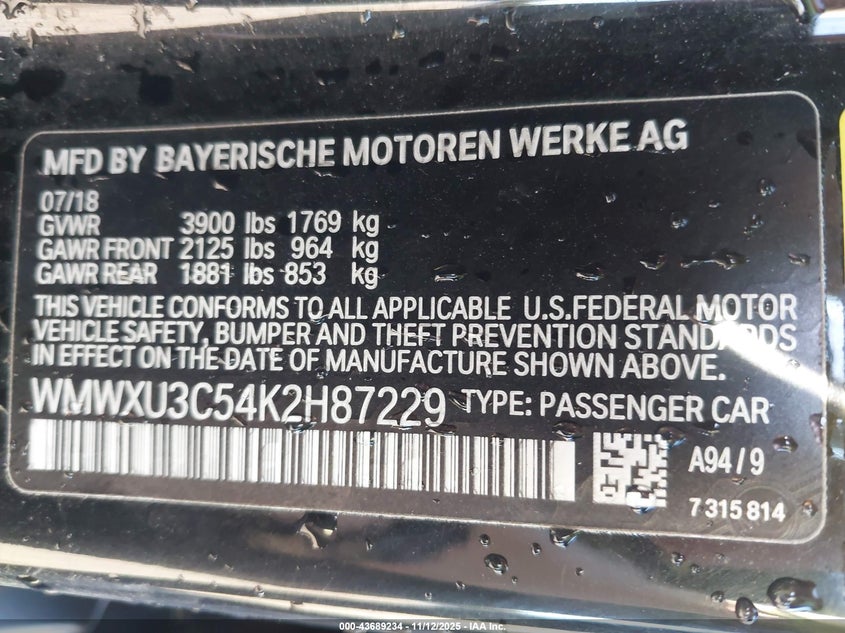 MFD BY BAYERISCHE MOTOREN WERKE AG
07/18
GVWR 3900 lbs 1769 kg
GAWR FRONT 2125 lbs 964 kg
GAWR REAR 1881 lbs 853 kg
THIS VEHICLE CONFORMS TO ALL APPLICABLE U.S.FEDERAL MOTOR
VEHICLE SAFETY, BUMPER AND THEFT PREVENTION STANDARDS
IN EFFECT ON THE DATE OF MANUFACTURE SHOWN ABOVE.
WMWXU3C54K2H87229 TYPE: PASSENGER CAR
A94/9
7 315 814
000-43689234 - 11/12/2025 - IAA Inc.